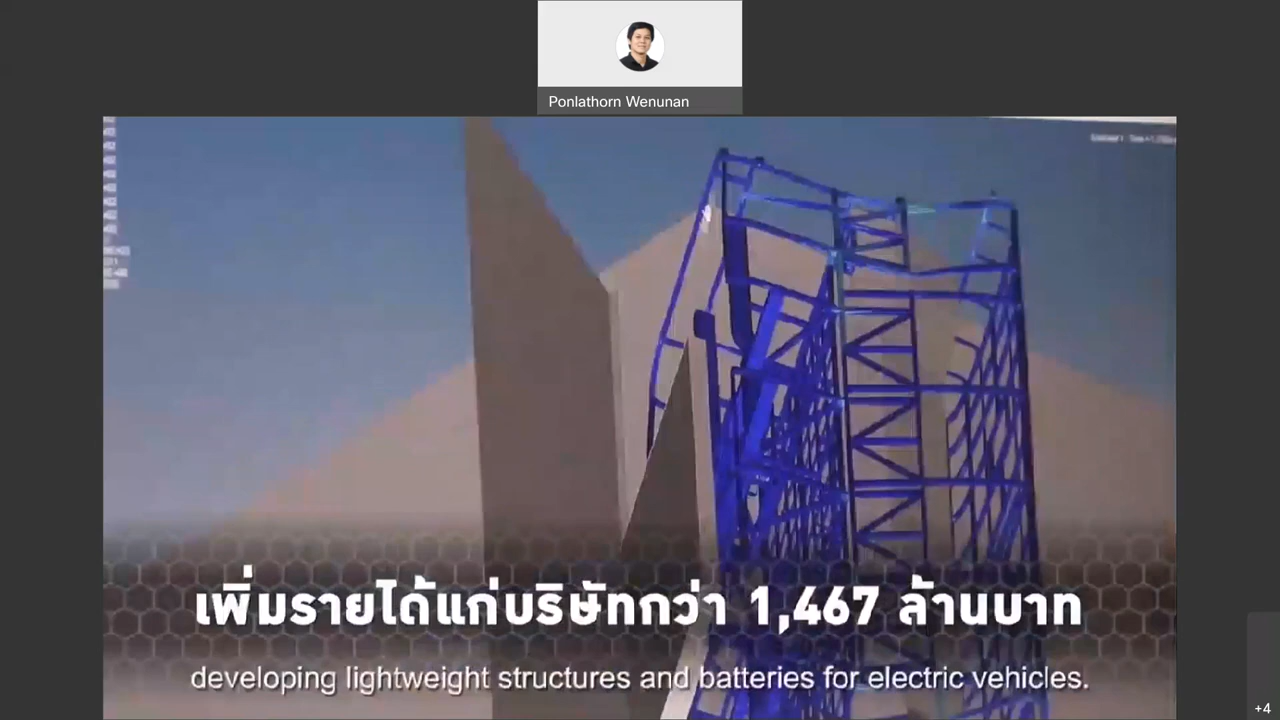 Ponlathorn Wenunan
เพิ่มรายได้แก่บริษัทกว่า 1,467 ล้านบาท
developing lightweight structures and batteries for electric vehicles.
+4